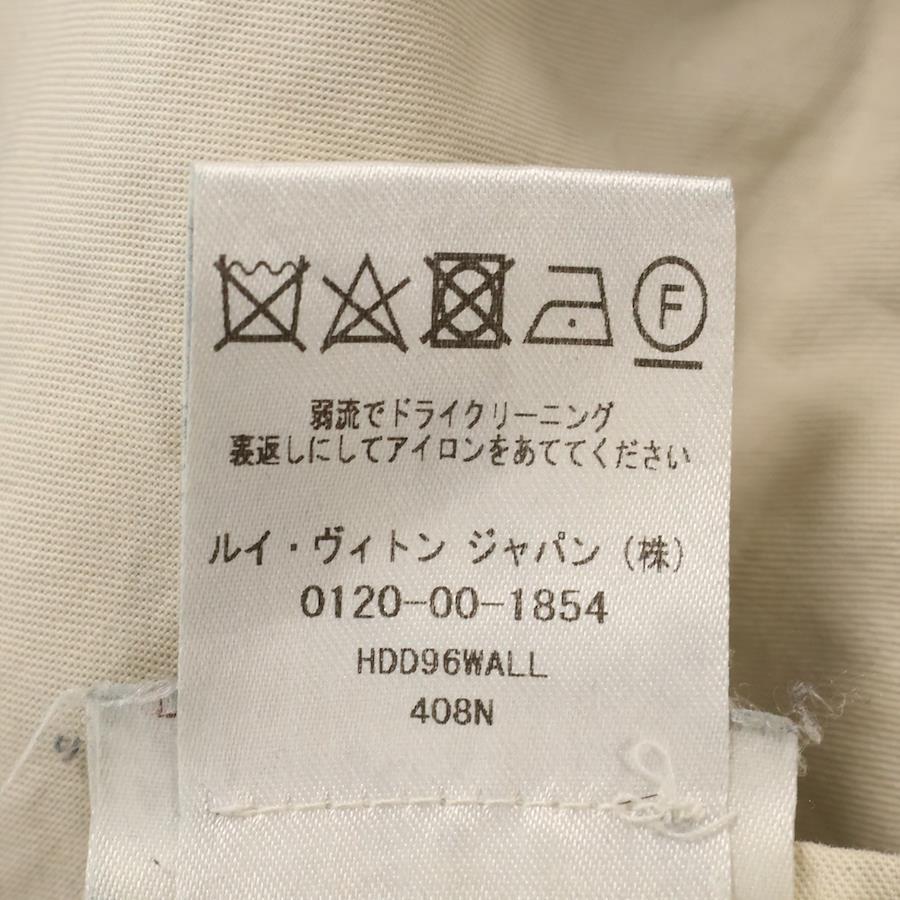 F
弱流でドライクリーニング
裏返しにしてアイロンをあててください
ルイ・ヴィトン ジャパン (株)
0120-00-1854
HDD96WALL
408N